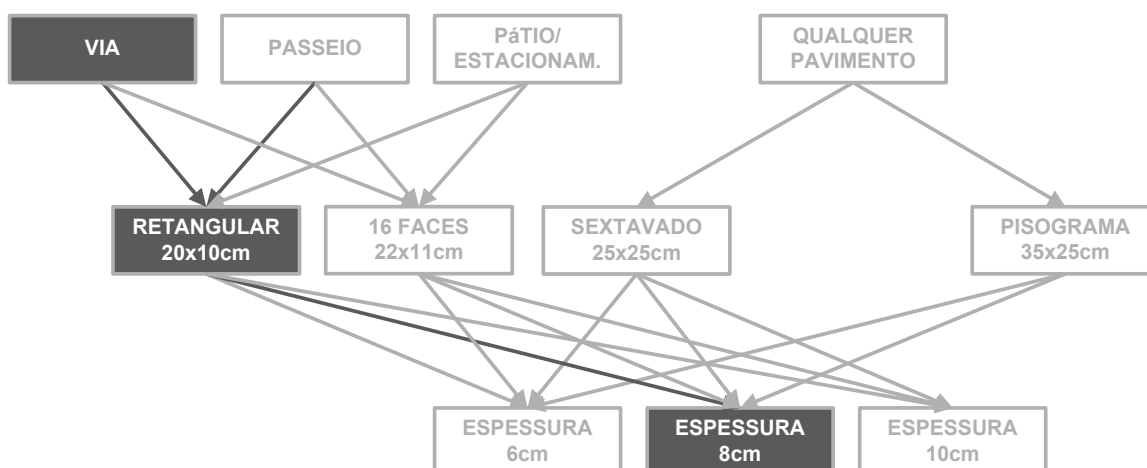 VIA
PASSEIO
PáTIO/
ESTACIONAM.
QUALQUER
PAVIMENTO
RETANGULAR
20x10cm
16 FACES
22x11cm
SEXTAVADO
25x25cm
PISOGRAMA
35x25cm
ESPESSURA
6cm
ESPESSURA
8cm
ESPESSURA
10cm